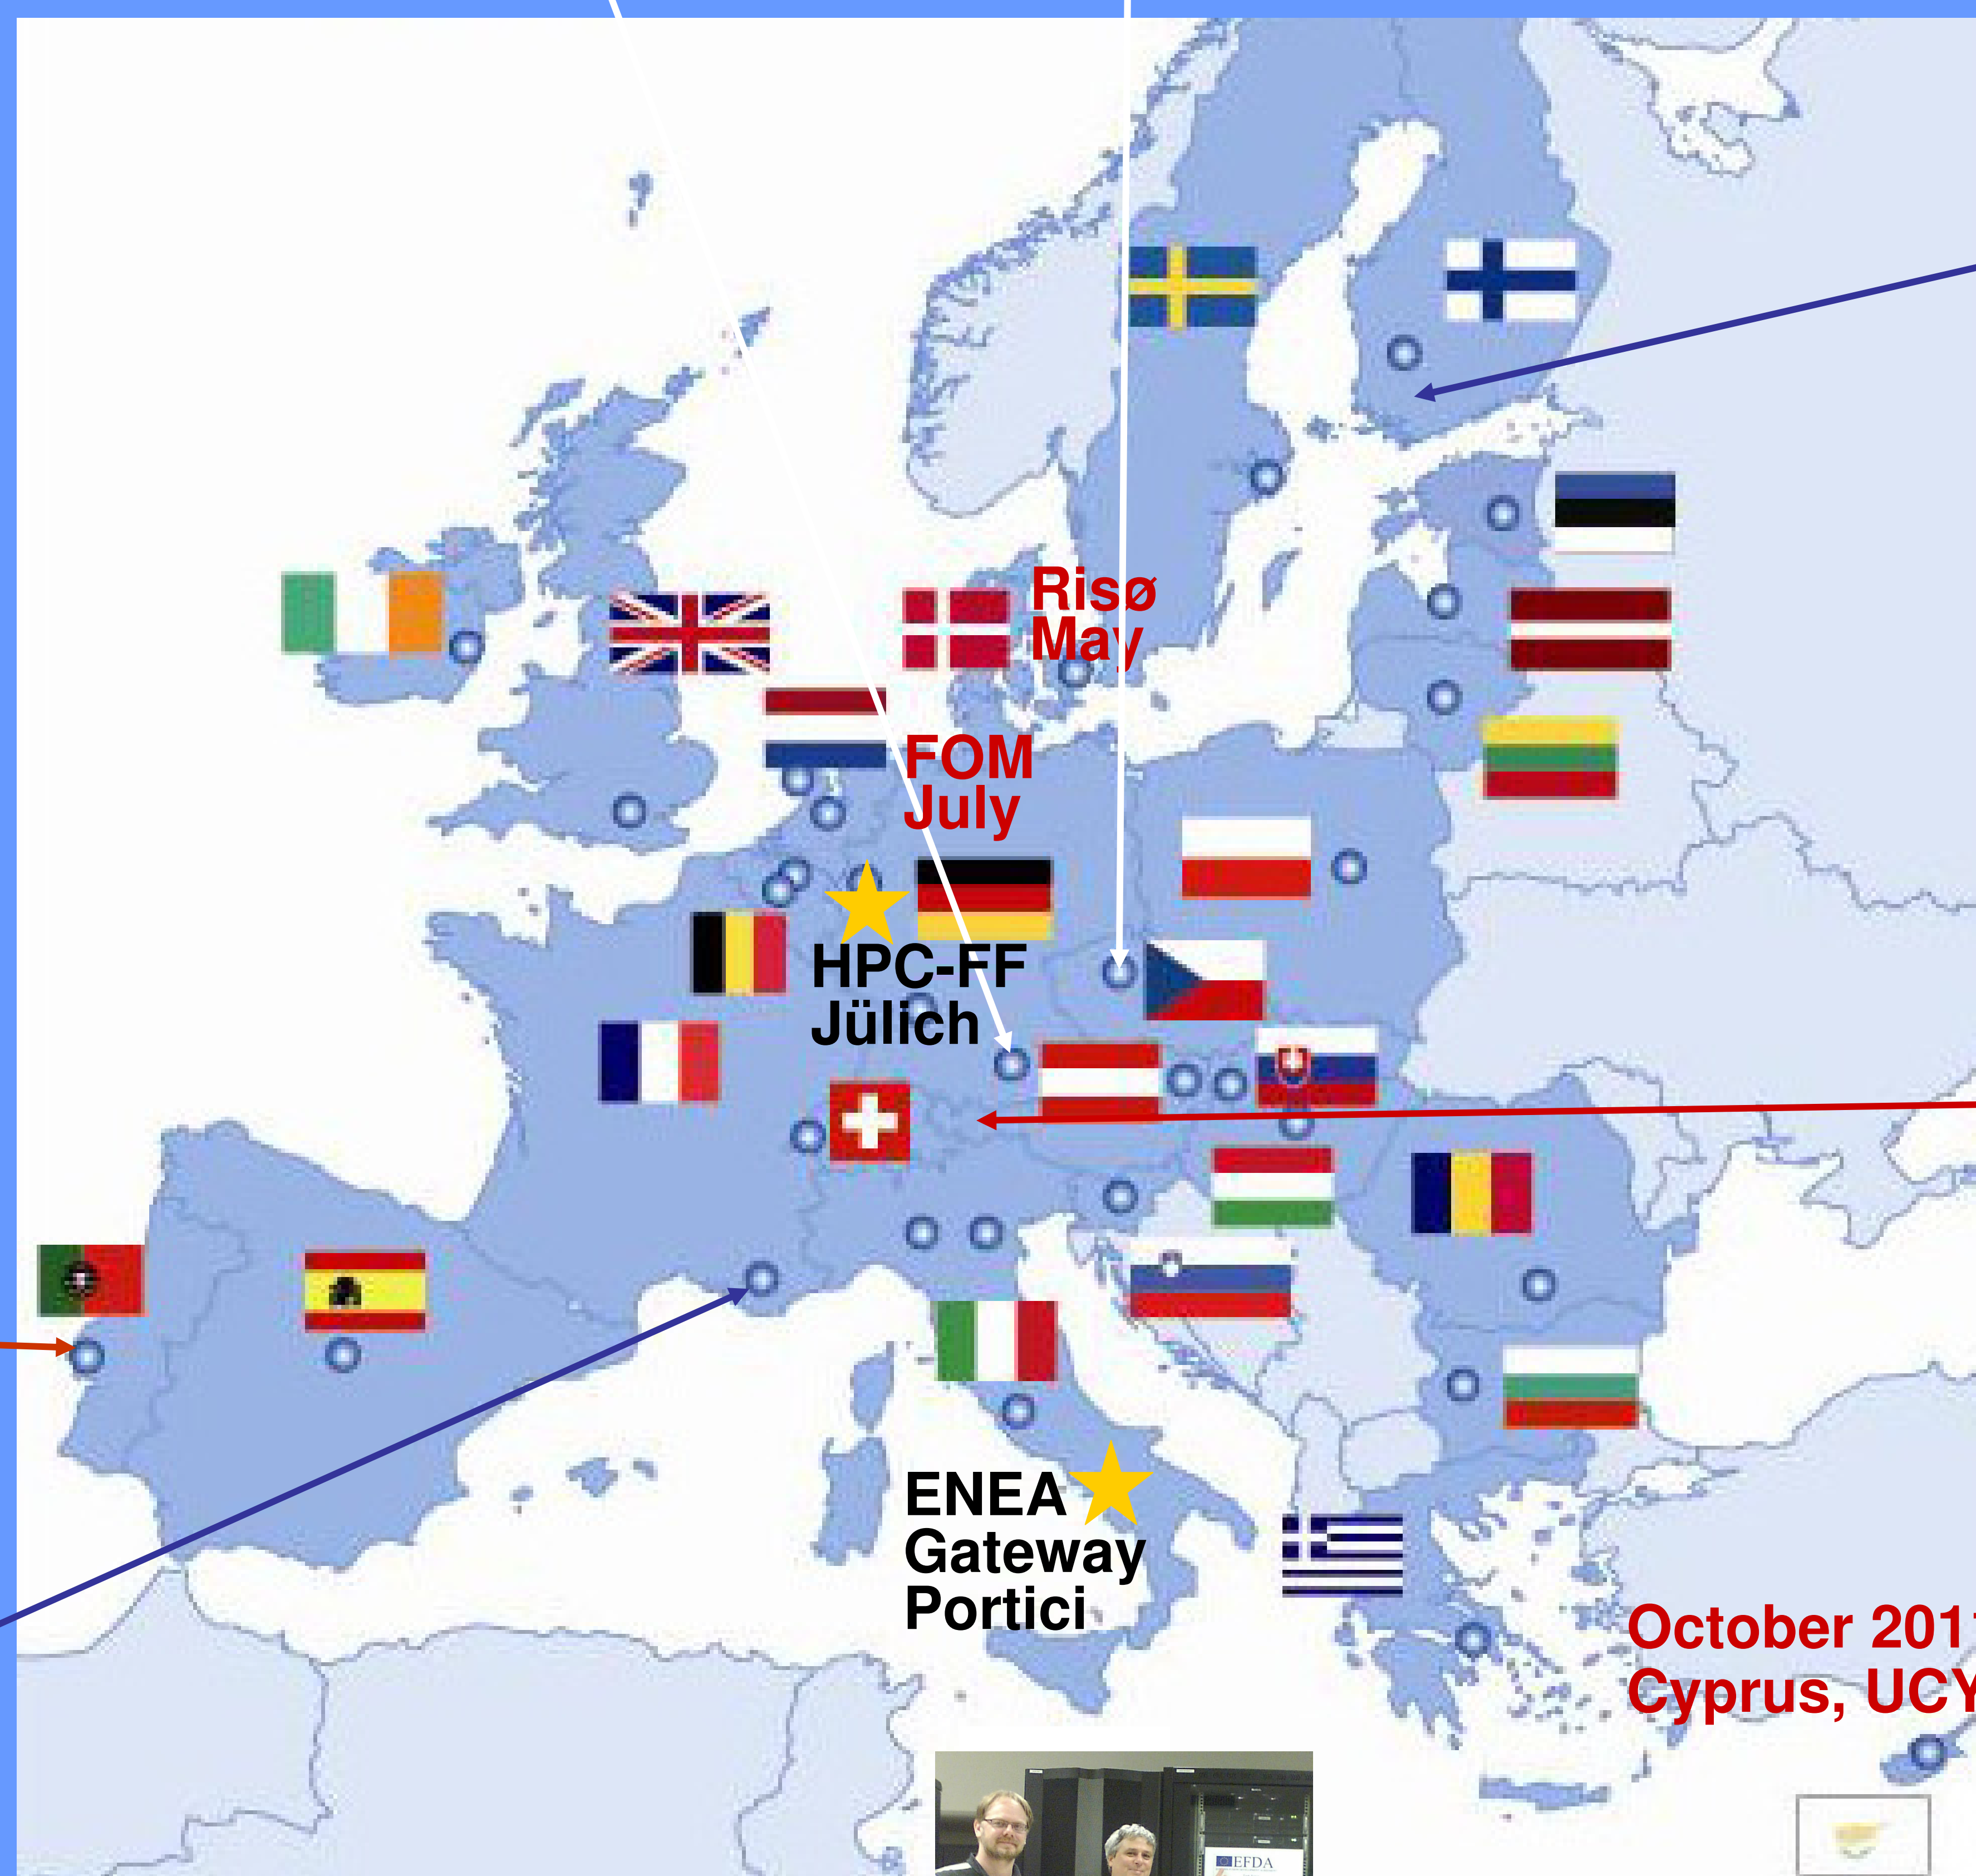 Risø
May
FOM
July
HPC-FF
Jülich
ENEA
Gateway
Portici
October 201
Cyprus, UCY
EFDA